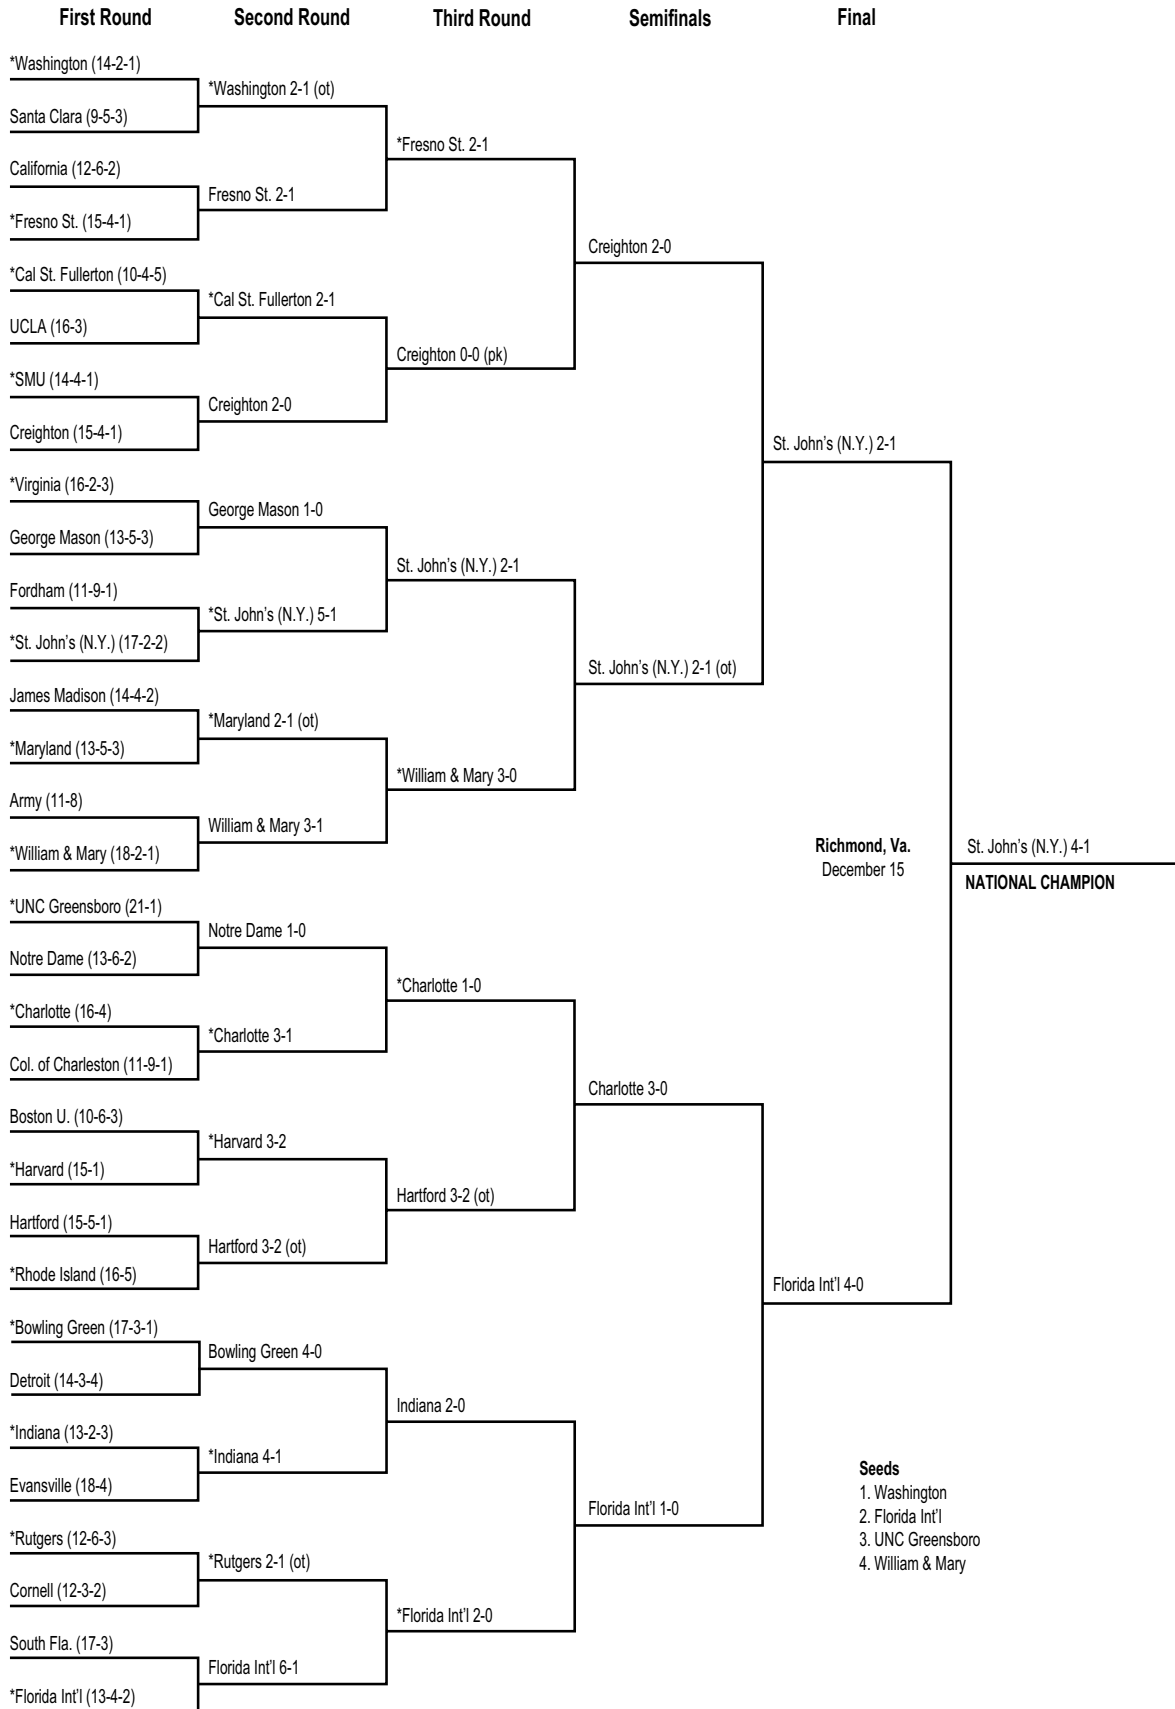 First Round
Second Round
Third Round
Semifinals
Final
*Washington (14-2-1)
Santa Clara (9-5-3)
California (12-6-2)
*Fresno St. (15-4-1)
*Cal St. Fullerton (10-4-5)
UCLA (16-3)
*SMU (14-4-1)
Creighton (15-4-1)
*Virginia (16-2-3)
George Mason (13-5-3)
Fordham (11-9-1)
*St. John’s (N.Y.) (17-2-2)
James Madison (14-4-2)
*Maryland (13-5-3)
Army (11-8)
*William & Mary (18-2-1)
*UNC Greensboro (21-1)
Notre Dame (13-6-2)
*Charlotte (16-4)
Col. of Charleston (11-9-1)
Boston U. (10-6-3)
*Harvard (15-1)
Hartford (15-5-1)
*Rhode Island (16-5)
*Bowling Green (17-3-1)
Detroit (14-3-4)
*Indiana (13-2-3)
Evansville (18-4)
*Rutgers (12-6-3)
Cornell (12-3-2)
South Fla. (17-3)
*Florida Int’l (13-4-2)
*Washington 2-1 (ot)
Fresno St. 2-1
*Cal St. Fullerton 2-1
Creighton 2-0
George Mason 1-0
*St. John’s (N.Y.) 5-1
*Maryland 2-1 (ot)
William & Mary 3-1
Notre Dame 1-0
*Charlotte 3-1
*Harvard 3-2
Hartford 3-2 (ot)
Bowling Green 4-0
*Indiana 4-1
*Rutgers 2-1 (ot)
Florida Int’l 6-1
*Fresno St. 2-1
Creighton 0-0 (pk)
St. John’s (N.Y.) 2-1
*William & Mary 3-0
*Charlotte 1-0
Hartford 3-2 (ot)
Indiana 2-0
*Florida Int’l 2-0
Creighton 2-0
St. John’s (N.Y.) 2-1 (ot)
Charlotte 3-0
Florida Int’l 1-0
St. John’s (N.Y.) 2-1
Florida Int’l 4-0
Richmond, Va.
December 15
St. John’s (N.Y.) 4-1
NATIONAL CHAMPION
Seeds
1. Washington
2. Florida Int’l
3. UNC Greensboro
4. William & Mary